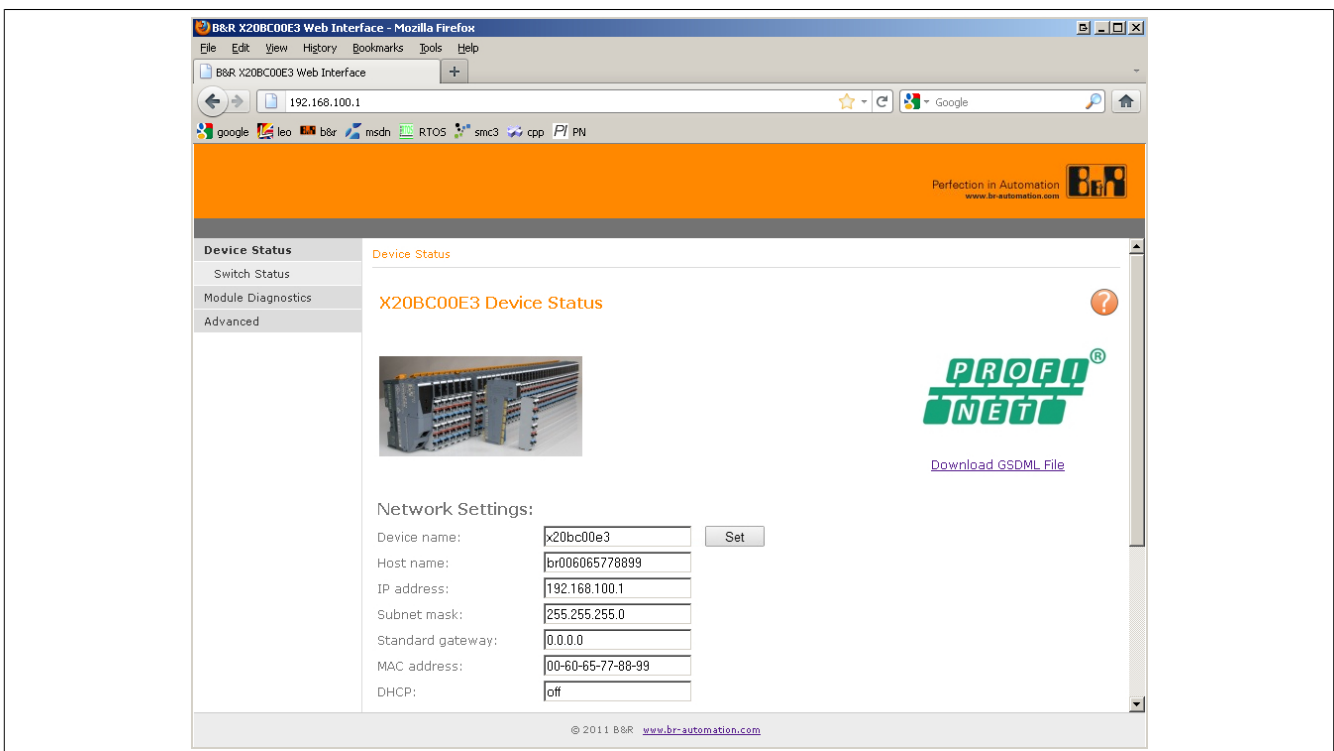 B&R X20BC00E3 Web Interface - Mozilla Firefox
File Edit View History Bookmarks Tools Help
B&R X20BC00E3 Web Interface
192.168.100.1
Google
google leo b&r msdn RTOS smc3 cpp PI PN
Perfection in Automation
www.br-automation.com
B&R
Device Status
Switch Status
Module Diagnostics
Advanced
Device Status
X20BC00E3 Device Status
?
PROFI®
NET
Download GSDML File
Network Settings:
Device name: x20bc00e3 Set
Host name: br006065778899
IP address: 192.168.100.1
Subnet mask: 255.255.255.0
Standard gateway: 0.0.0.0
MAC address: 00-60-65-77-88-99
DHCP: off
© 2011 B&R www.br-automation.com